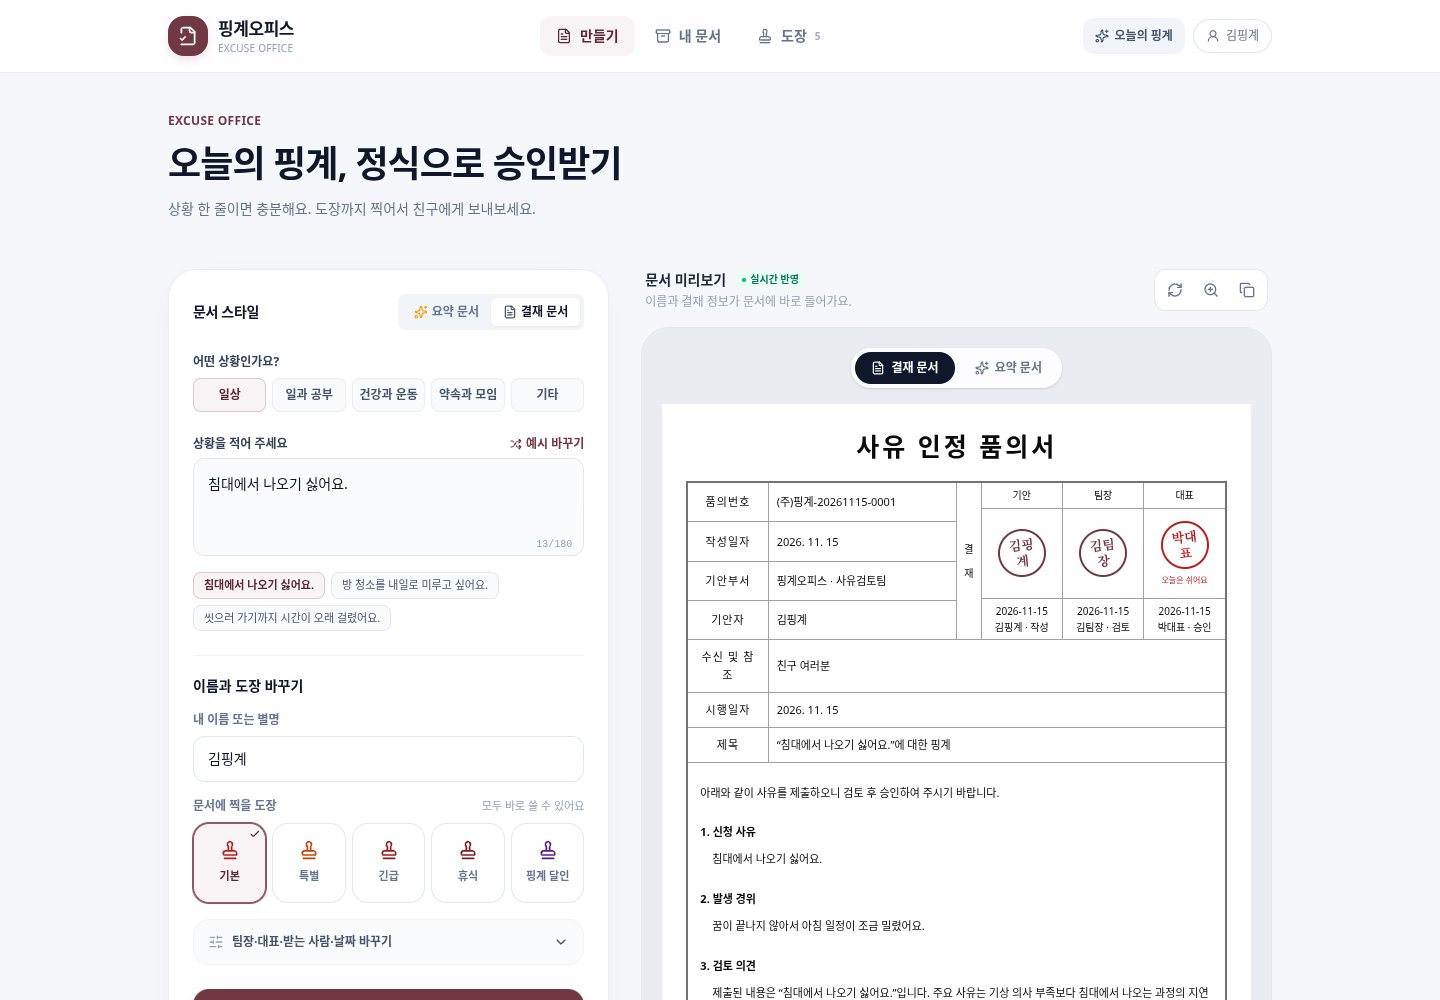 핑계오피스
EXCUSE OFFICE
만들기
내 문서
도장 5
오늘의 핑계
김핑계
EXCUSE OFFICE
오늘의 핑계, 정식으로 승인받기
상황 한 줄이면 충분해요. 도장까지 찍어서 친구에게 보내보세요.
문서 스타일
요약 문서
결재 문서
어떤 상황인가요?
일상
일과 공부
건강과 운동
약속과 모임
기타
상황을 적어 주세요
예시 바꾸기
침대에서 나오기 싫어요.
13/180
침대에서 나오기 싫어요.
방 청소를 내일로 미루고 싶어요.
씻으러 가기까지 시간이 오래 걸렸어요.
이름과 도장 바꾸기
내 이름 또는 별명
김핑계
문서에 찍을 도장
모두 바로 쓸 수 있어요
기본
특별
긴급
휴식
핑계 달인
팀장·대표·받는 사람·날짜 바꾸기
문서 미리보기
실시간 반영
이름과 결재 정보가 문서에 바로 들어가요.
결재 문서
요약 문서
사유 인정 품의서
품의번호
(주)핑계-20261115-0001
작성일자
2026. 11. 15
기안부서
핑계오피스 · 사유검토팀
기안자
김핑계
결
재
기안
팀장
대표
김핑
계
김팀
장
박대
표
오늘은 쉬어요
2026-11-15
김핑계 · 작성
2026-11-15
김팀장 · 검토
2026-11-15
박대표 · 승인
수신 및 참
조
친구 여러분
시행일자
2026. 11. 15
제목
“침대에서 나오기 싫어요.”에 대한 핑계
아래와 같이 사유를 제출하오니 검토 후 승인하여 주시기 바랍니다.
1. 신청 사유
침대에서 나오기 싫어요.
2. 발생 경위
꿈이 끝나지 않아서 아침 일정이 조금 밀렸어요.
3. 검토 의견
제출된 내용은 “침대에서 나오기 싫어요.”입니다. 주요 사유는 기상 의사 부족보다 침대에서 나오는 과정의 지연